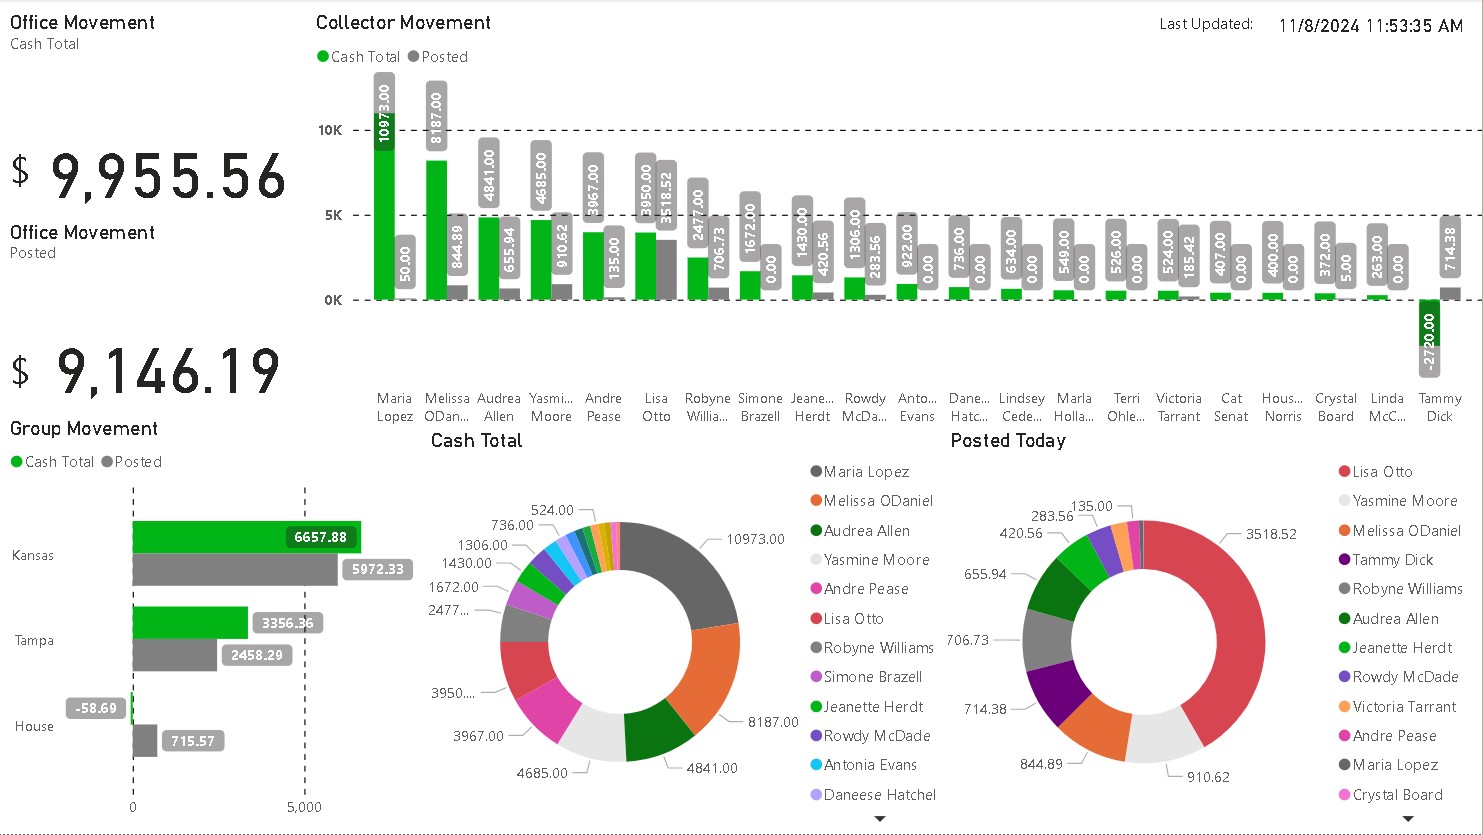 Office Movement
Cash Total
$ 9,955.56
Office Movement
Posted
$ 9,146.19
Collector Movement
Last Updated: 11/8/2024 11:53:35 AM
Cash Total Posted
10K
5K
0K
10973.00
50.00
8187.00
844.89
4841.00
655.94
4685.00
910.62
3967.00
135.00
3950.00
3518.52
2477.00
706.73
1672.00
0.00
1430.00
420.56
1306.00
283.56
922.00
0.00
736.00
0.00
634.00
0.00
549.00
0.00
526.00
0.00
524.00
185.42
407.00
0.00
400.00
0.00
372.00
5.00
263.00
0.00
-2720.00
714.38
Maria Lopez
Melissa ODan...
Audrea Allen
Yasmi... Moore
Andre Pease
Lisa Otto
Robyne Willia...
Simone Brazell
Jeane... Herdt
Rowdy McDa...
Anto... Evans
Dane... Hatc...
Lindsey Cede...
Marla Holla...
Terri Ohle...
Victoria Tarrant
Cat Senat
Hous... Norris
Crystal Board
Linda McC...
Tammy Dick
Group Movement
Cash Total Posted
Kansas
6657.88
5972.33
Tampa
3356.36
2458.29
House
-58.69
715.57
0
5,000
Cash Total
524.00
736.00
1306.00
1430.00
1672.00
2477...
3950....
3967.00
4685.00
4841.00
8187.00
10973.00
Maria Lopez
Melissa ODaniel
Audrea Allen
Yasmine Moore
Andre Pease
Lisa Otto
Robyne Williams
Simone Brazell
Jeanette Herdt
Rowdy McDade
Antonia Evans
Daneese Hatchel
Posted Today
135.00
283.56
420.56
655.94
706.73
714.38
844.89
910.62
3518.52
Lisa Otto
Yasmine Moore
Melissa ODaniel
Tammy Dick
Robyne Williams
Audrea Allen
Jeanette Herdt
Rowdy McDade
Victoria Tarrant
Andre Pease
Maria Lopez
Crystal Board